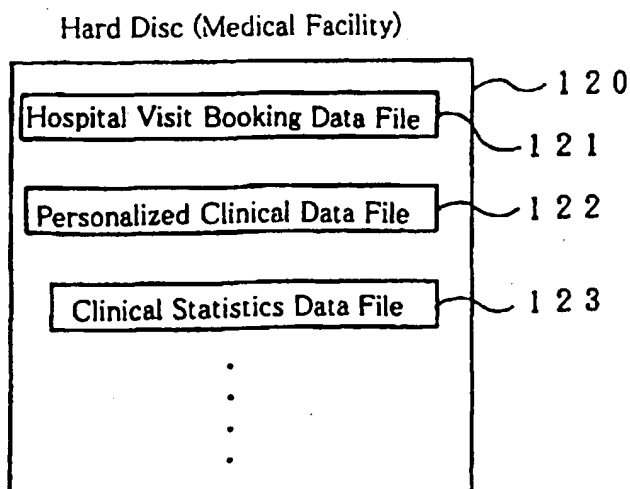 Hard Disc (Medical Facility)
120
Hospital Visit Booking Data File
121
Personalized Clinical Data File
122
Clinical Statistics Data File
123